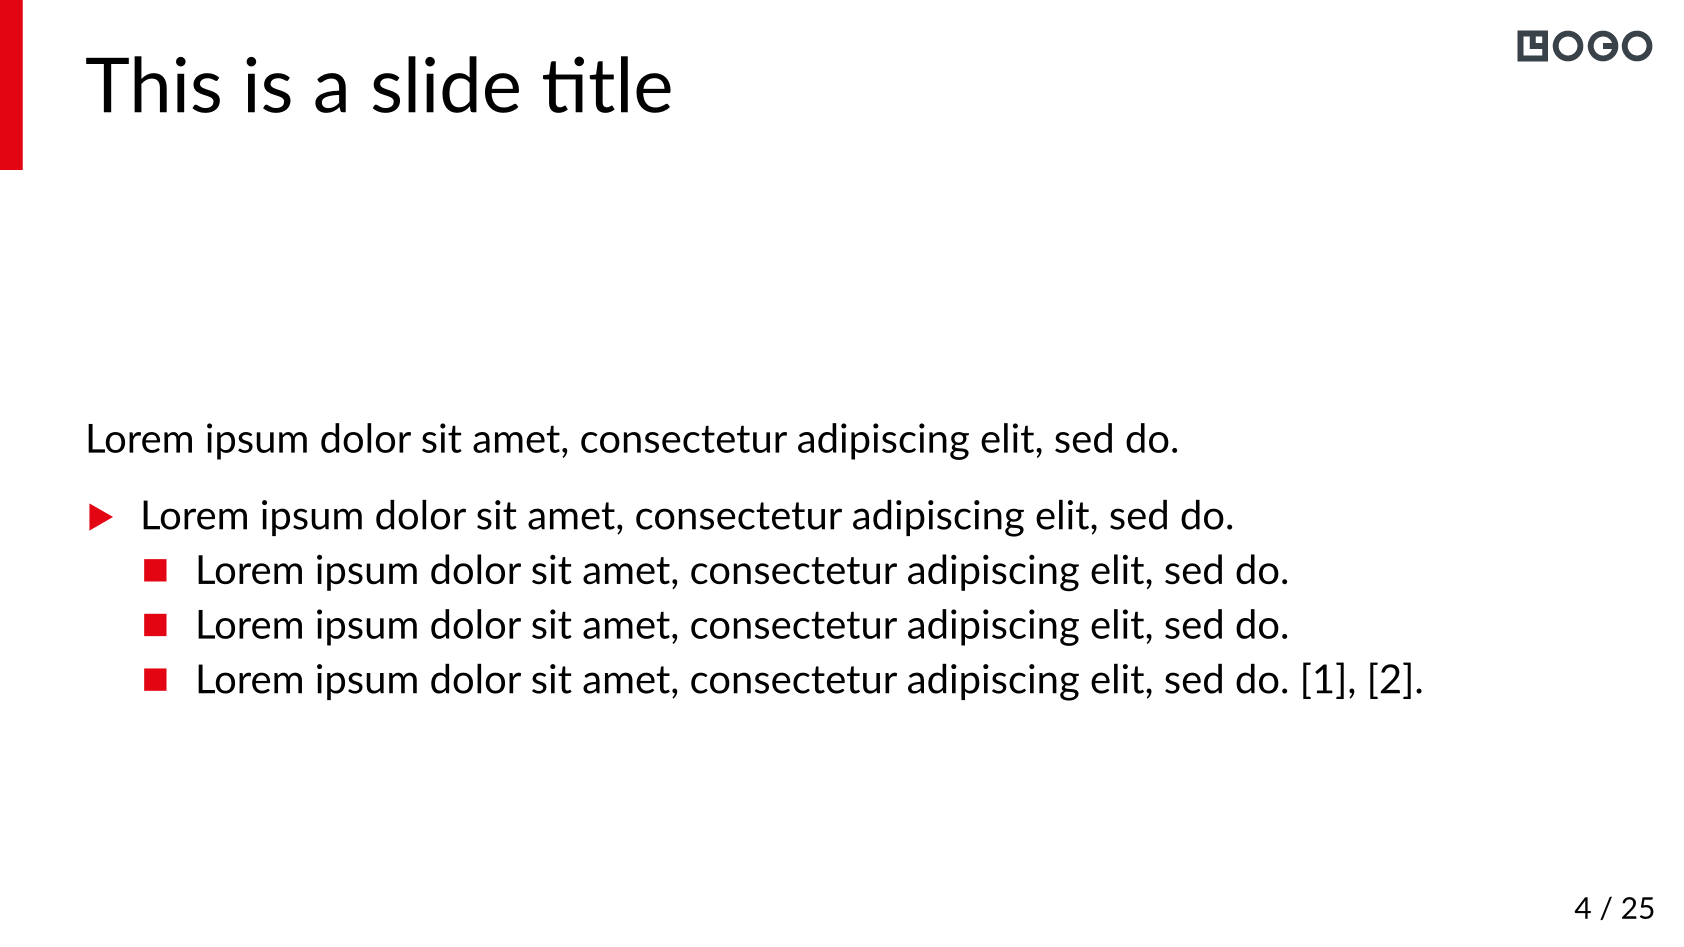 This is a slide title
LOGO
Lorem ipsum dolor sit amet, consectetur adipiscing elit, sed do.
Lorem ipsum dolor sit amet, consectetur adipiscing elit, sed do.
Lorem ipsum dolor sit amet, consectetur adipiscing elit, sed do.
Lorem ipsum dolor sit amet, consectetur adipiscing elit, sed do.
Lorem ipsum dolor sit amet, consectetur adipiscing elit, sed do. [1], [2].
4 / 25